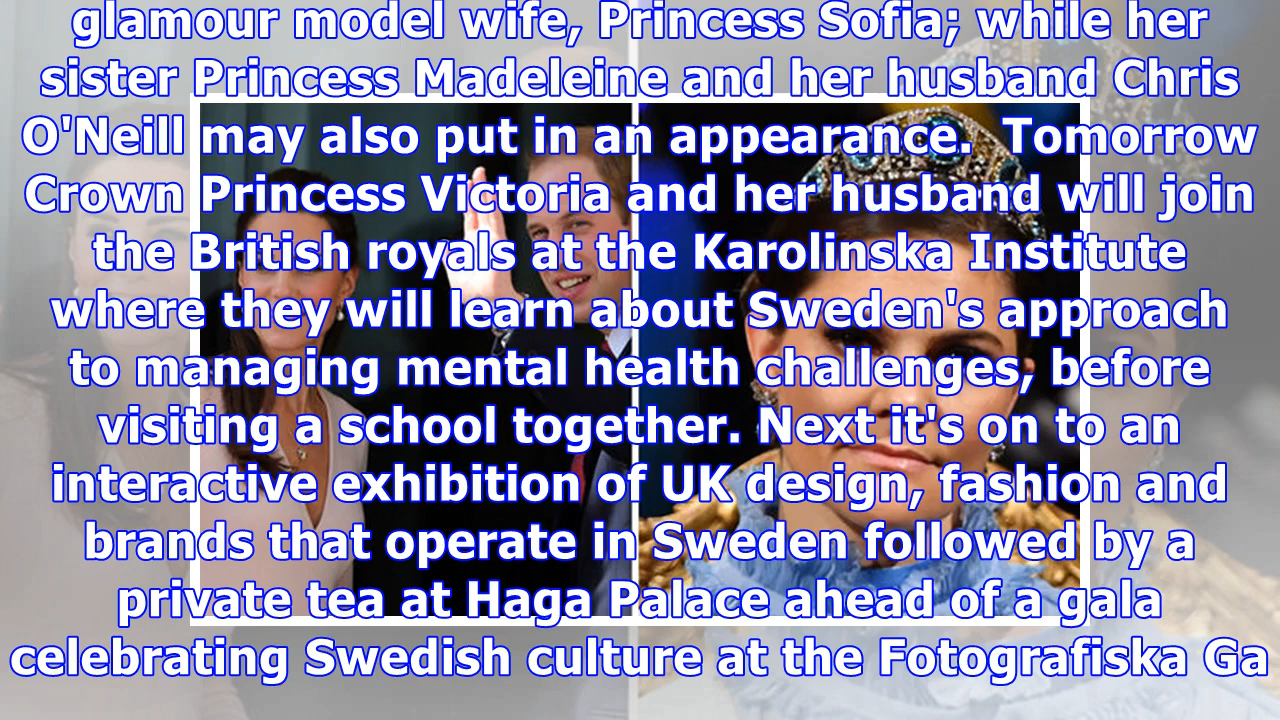 glamour model wife, Princess Sofia; while her
sister Princess Madeleine and her husband Chris
O'Neill may also put in an appearance.  Tomorrow
Crown Princess Victoria and her husband will join
the British royals at the Karolinska Institute
where they will learn about Sweden's approach
to managing mental health challenges, before
visiting a school together. Next it's on to an
interactive exhibition of UK design, fashion and
brands that operate in Sweden followed by a
private tea at Haga Palace ahead of a gala
celebrating Swedish culture at the Fotografiska Ga